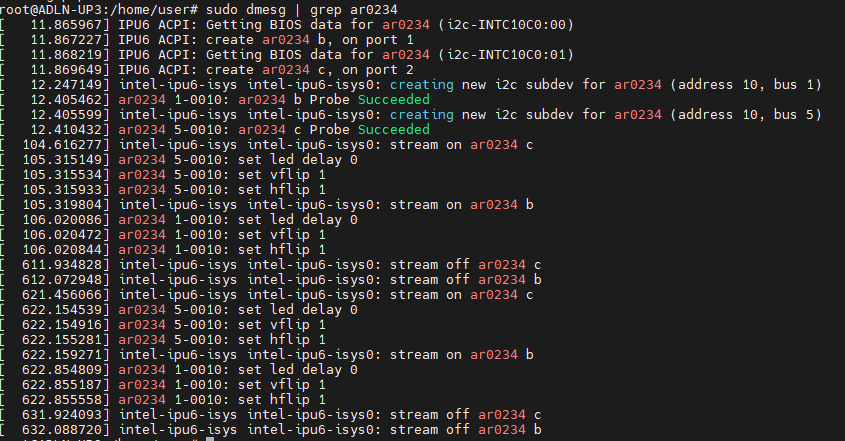 root@ADLN-UP3:/home/user# sudo dmesg | grep ar0234
[   11.865967] IPU6 ACPI: Getting BIOS data for ar0234 (i2c-INTC10C0:00)
[   11.867227] IPU6 ACPI: create ar0234 b, on port 1
[   11.868219] IPU6 ACPI: Getting BIOS data for ar0234 (i2c-INTC10C0:01)
[   11.869649] IPU6 ACPI: create ar0234 c, on port 2
[   12.247149] intel-ipu6-isys intel-ipu6-isys0: creating new i2c subdev for ar0234 (address 10, bus 1)
[   12.405462] ar0234 1-0010: ar0234 b Probe Succeeded
[   12.405599] intel-ipu6-isys intel-ipu6-isys0: creating new i2c subdev for ar0234 (address 10, bus 5)
[   12.410432] ar0234 5-0010: ar0234 c Probe Succeeded
[  104.616277] intel-ipu6-isys intel-ipu6-isys0: stream on ar0234 c
[  105.315149] ar0234 5-0010: set led delay 0
[  105.315534] ar0234 5-0010: set vflip 1
[  105.315933] ar0234 5-0010: set hflip 1
[  105.319804] intel-ipu6-isys intel-ipu6-isys0: stream on ar0234 b
[  106.020086] ar0234 1-0010: set led delay 0
[  106.020472] ar0234 1-0010: set vflip 1
[  106.020844] ar0234 1-0010: set hflip 1
[  611.934828] intel-ipu6-isys intel-ipu6-isys0: stream off ar0234 c
[  612.072948] intel-ipu6-isys intel-ipu6-isys0: stream off ar0234 b
[  621.456066] intel-ipu6-isys intel-ipu6-isys0: stream on ar0234 c
[  622.154539] ar0234 5-0010: set led delay 0
[  622.154916] ar0234 5-0010: set vflip 1
[  622.155281] ar0234 5-0010: set hflip 1
[  622.159271] intel-ipu6-isys intel-ipu6-isys0: stream on ar0234 b
[  622.854809] ar0234 1-0010: set led delay 0
[  622.855187] ar0234 1-0010: set vflip 1
[  622.855558] ar0234 1-0010: set hflip 1
[  631.924093] intel-ipu6-isys intel-ipu6-isys0: stream off ar0234 c
[  632.088720] intel-ipu6-isys intel-ipu6-isys0: stream off ar0234 b